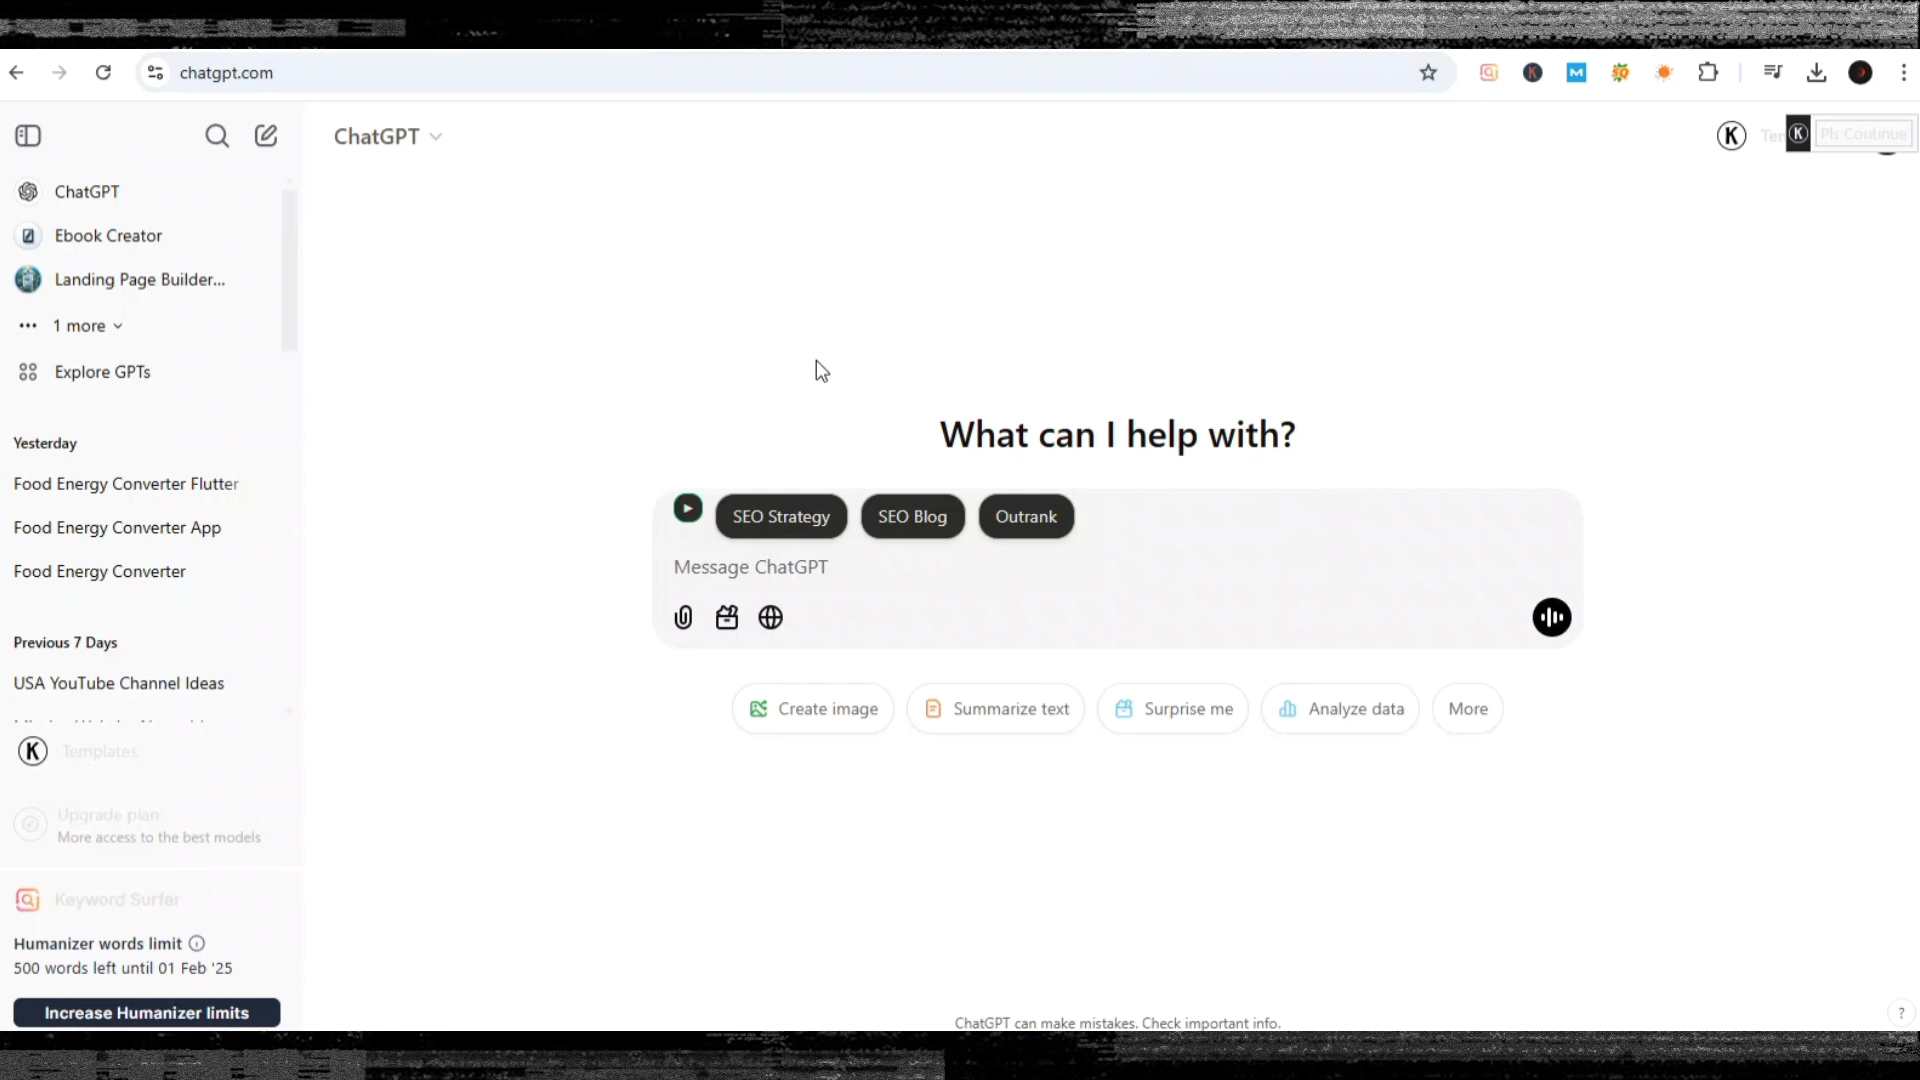 chatgpt.com
ChatGPT
K
K
Pls Continue
ChatGPT
Ebook Creator
Landing Page Builder...
1 more
Explore GPTs
Yesterday
Food Energy Converter Flutter
Food Energy Converter App
Food Energy Converter
Previous 7 Days
USA YouTube Channel Ideas
K
Templates
Upgrade plan
More access to the best models
Keyword Surfer
Humanizer words limit
500 words left until 01 Feb '25
Increase Humanizer limits
What can I help with?
SEO Strategy
SEO Blog
Outrank
Message ChatGPT
Create image
Summarize text
Surprise me
Analyze data
More
ChatGPT can make mistakes. Check important info.
?